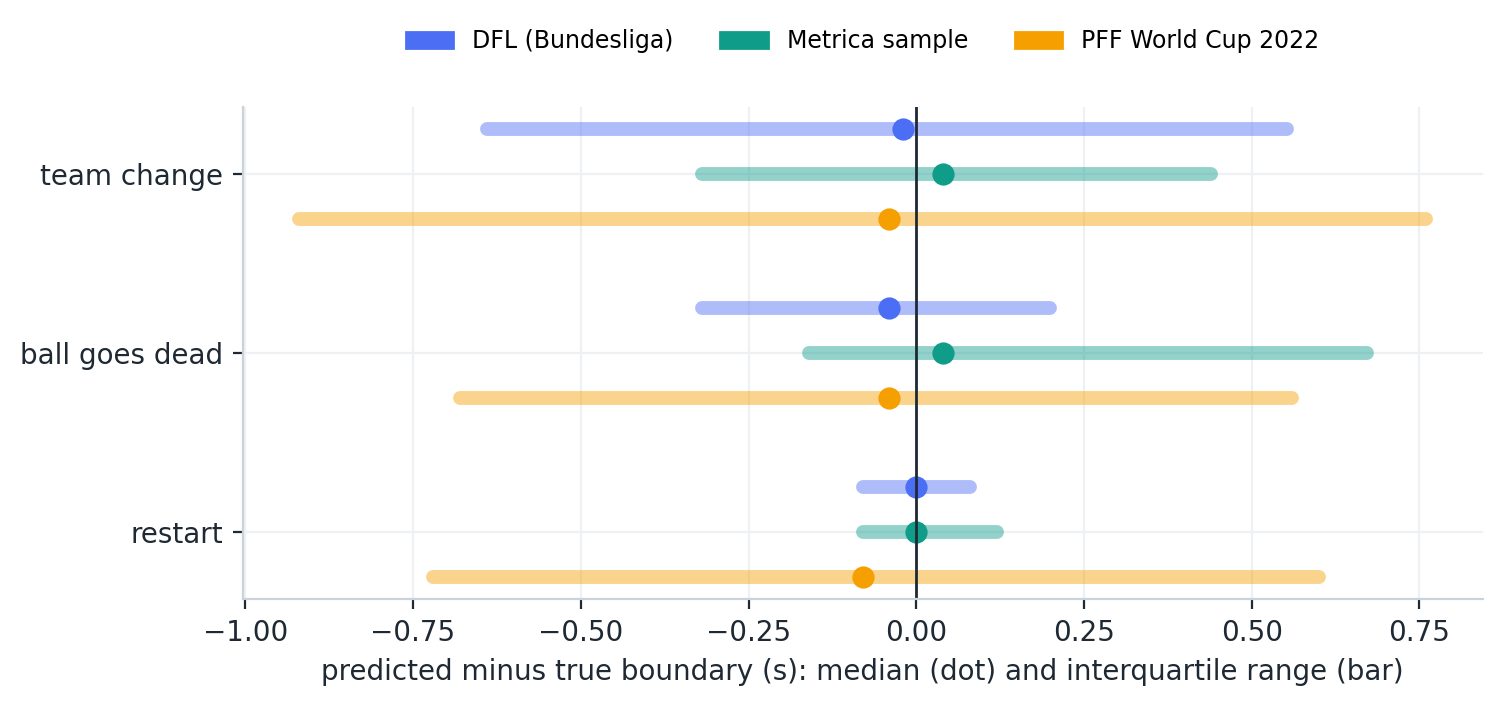 DFL (Bundesliga) Metrica sample PFF World Cup 2022
team change
ball goes dead
restart
−1.00 −0.75 −0.50 −0.25 0.00 0.25 0.50 0.75
predicted minus true boundary (s): median (dot) and interquartile range (bar)